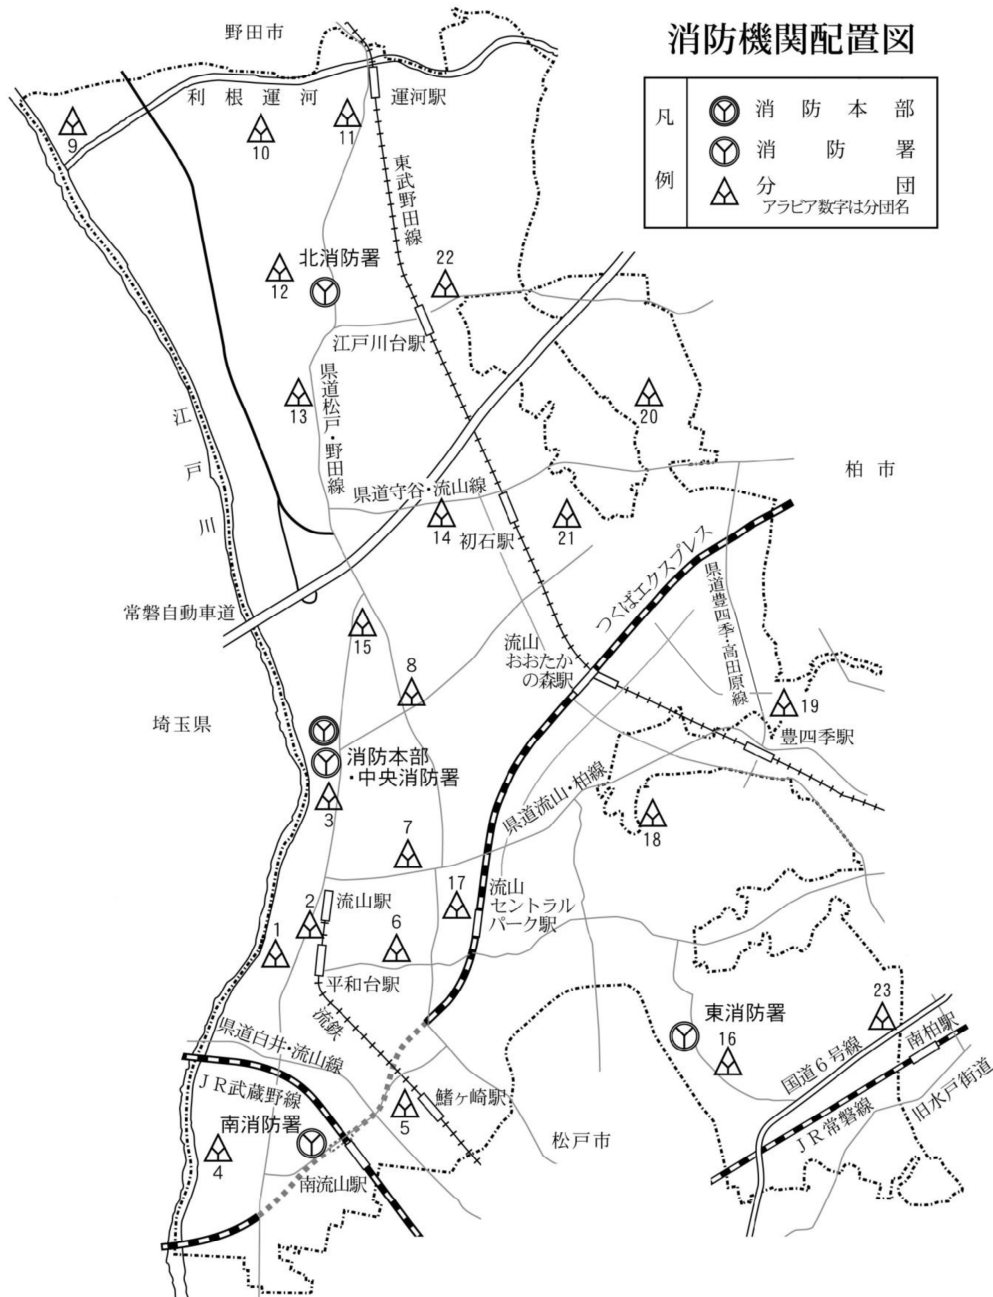 消防機関配置図
凡例
消防本部
消防署
分団
アラビア数字は分団名
野田市
利根運河
運河駅
9
10
11
東武野田線
北消防署
12
22
江戸川台駅
県道松戸・野田線
13
20
江戸川
柏市
県道守谷・流山線
14
初石駅
21
つくばエクスプレス
県道豊四季・高田原線
常磐自動車道
15
8
流山
おおたか
の森駅
19
埼玉県
豊四季駅
消防本部
・中央消防署
3
県道流山・柏線
18
7
流山駅
17
流山
セントラル
パーク駅
2
1
6
平和台駅
流鉄
東消防署
16
23
南柏駅
国道6号線
旧水戸街道
JR常磐線
県道白井・流山線
JR武蔵野線
鰭ヶ崎駅
5
南消防署
4
松戸市
南流山駅